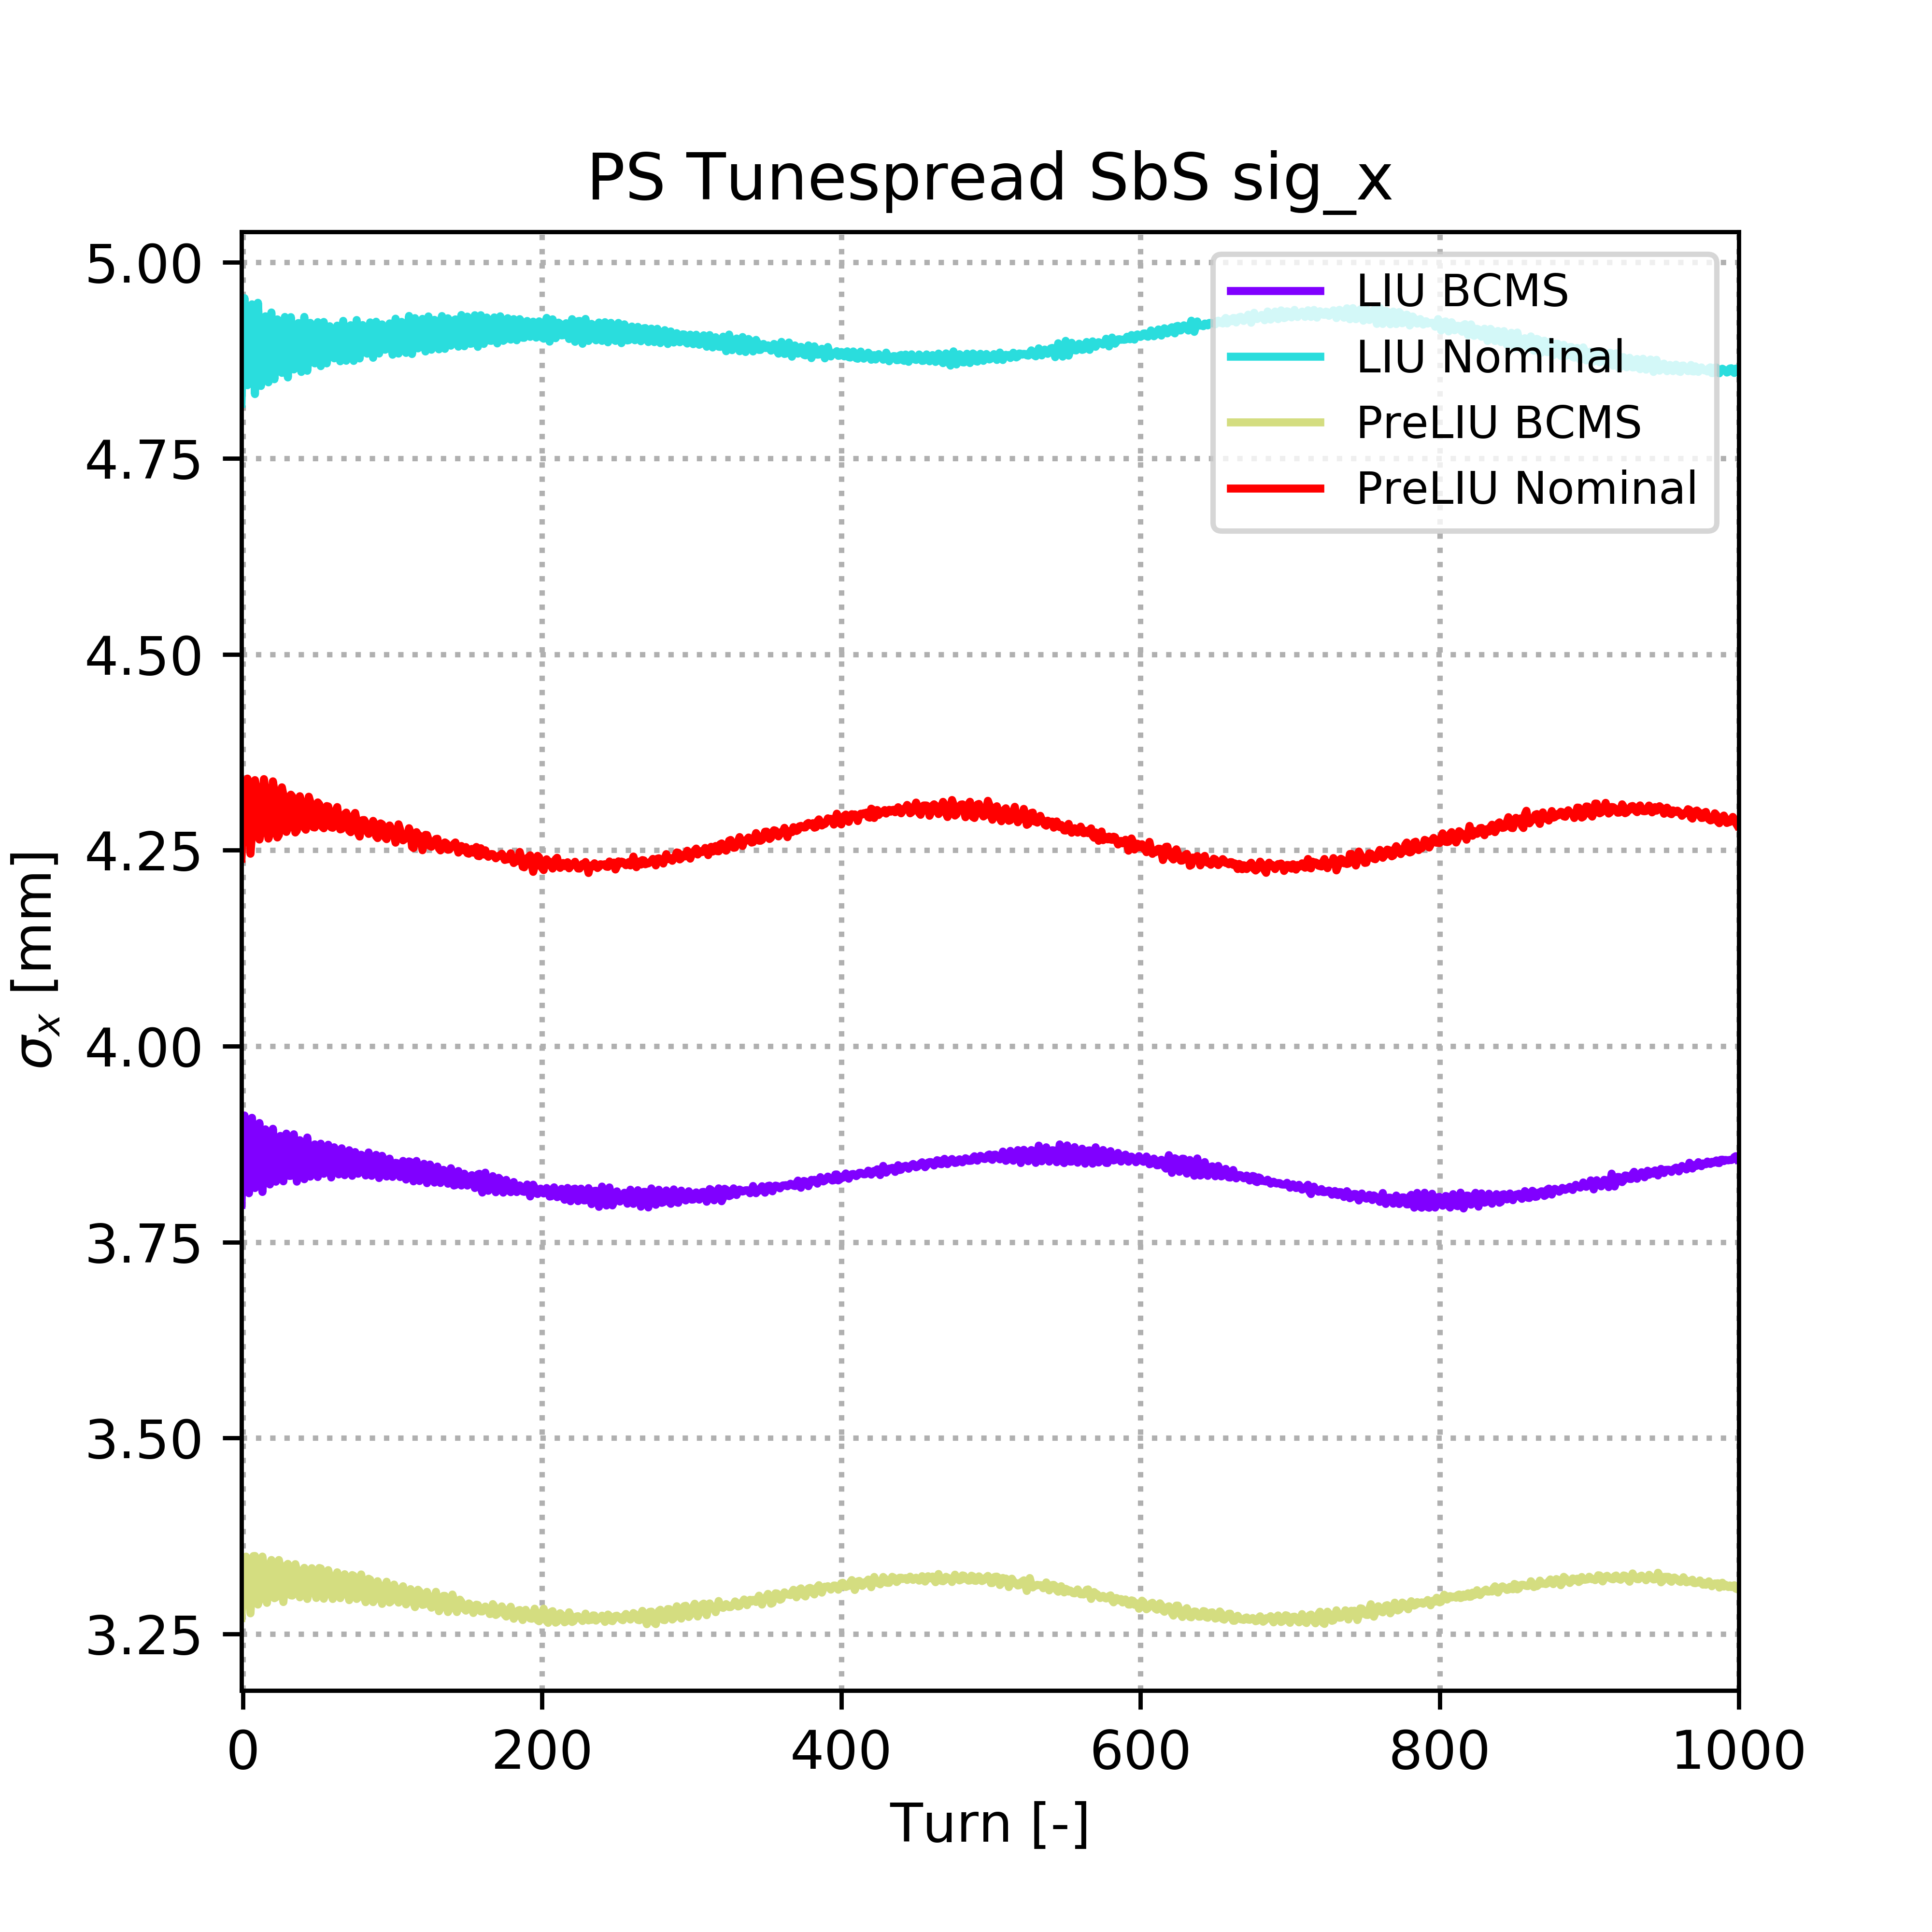 PS Tunespread SbS sig_x
5.00
4.75
4.50
4.25
4.00
3.75
3.50
3.25
σx [mm]
LIU BCMS
LIU Nominal
PreLIU BCMS
PreLIU Nominal
0 200 400 600 800 1000
Turn [-]